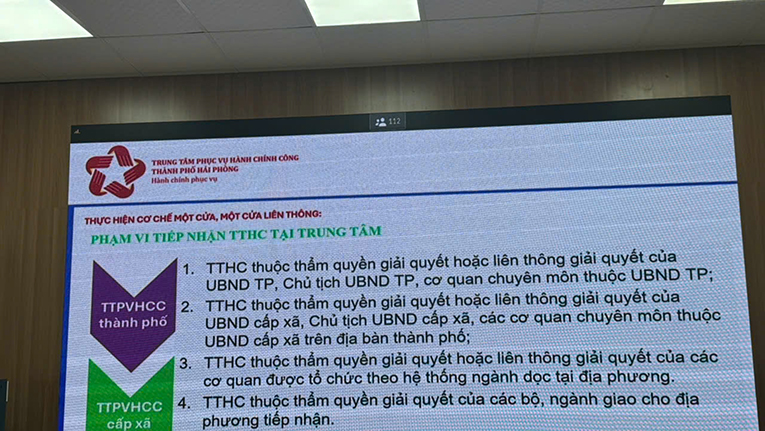 112
TRUNG TÂM PHỤC VỤ HÀNH CHÍNH CÔNG
THÀNH PHỐ HẢI PHÒNG
Hành chính phục vụ
THỰC HIỆN CƠ CHẾ MỘT CỬA, MỘT CỬA LIÊN THÔNG:
PHẠM VI TIẾP NHẬN TTHC TẠI TRUNG TÂM
TTPVHCC
thành phố
TTPVHCC
cấp xã
1. TTHC thuộc thẩm quyền giải quyết hoặc liên thông giải quyết của
UBND TP, Chủ tịch UBND TP, cơ quan chuyên môn thuộc UBND TP;
2. TTHC thuộc thẩm quyền giải quyết hoặc liên thông giải quyết của
UBND cấp xã, Chủ tịch UBND cấp xã, các cơ quan chuyên môn thuộc
UBND cấp xã trên địa bàn thành phố;
3. TTHC thuộc thẩm quyền giải quyết hoặc liên thông giải quyết của các
cơ quan được tổ chức theo hệ thống ngành dọc tại địa phương.
4. TTHC thuộc thẩm quyền giải quyết của các bộ, ngành giao cho địa
phương tiếp nhận.